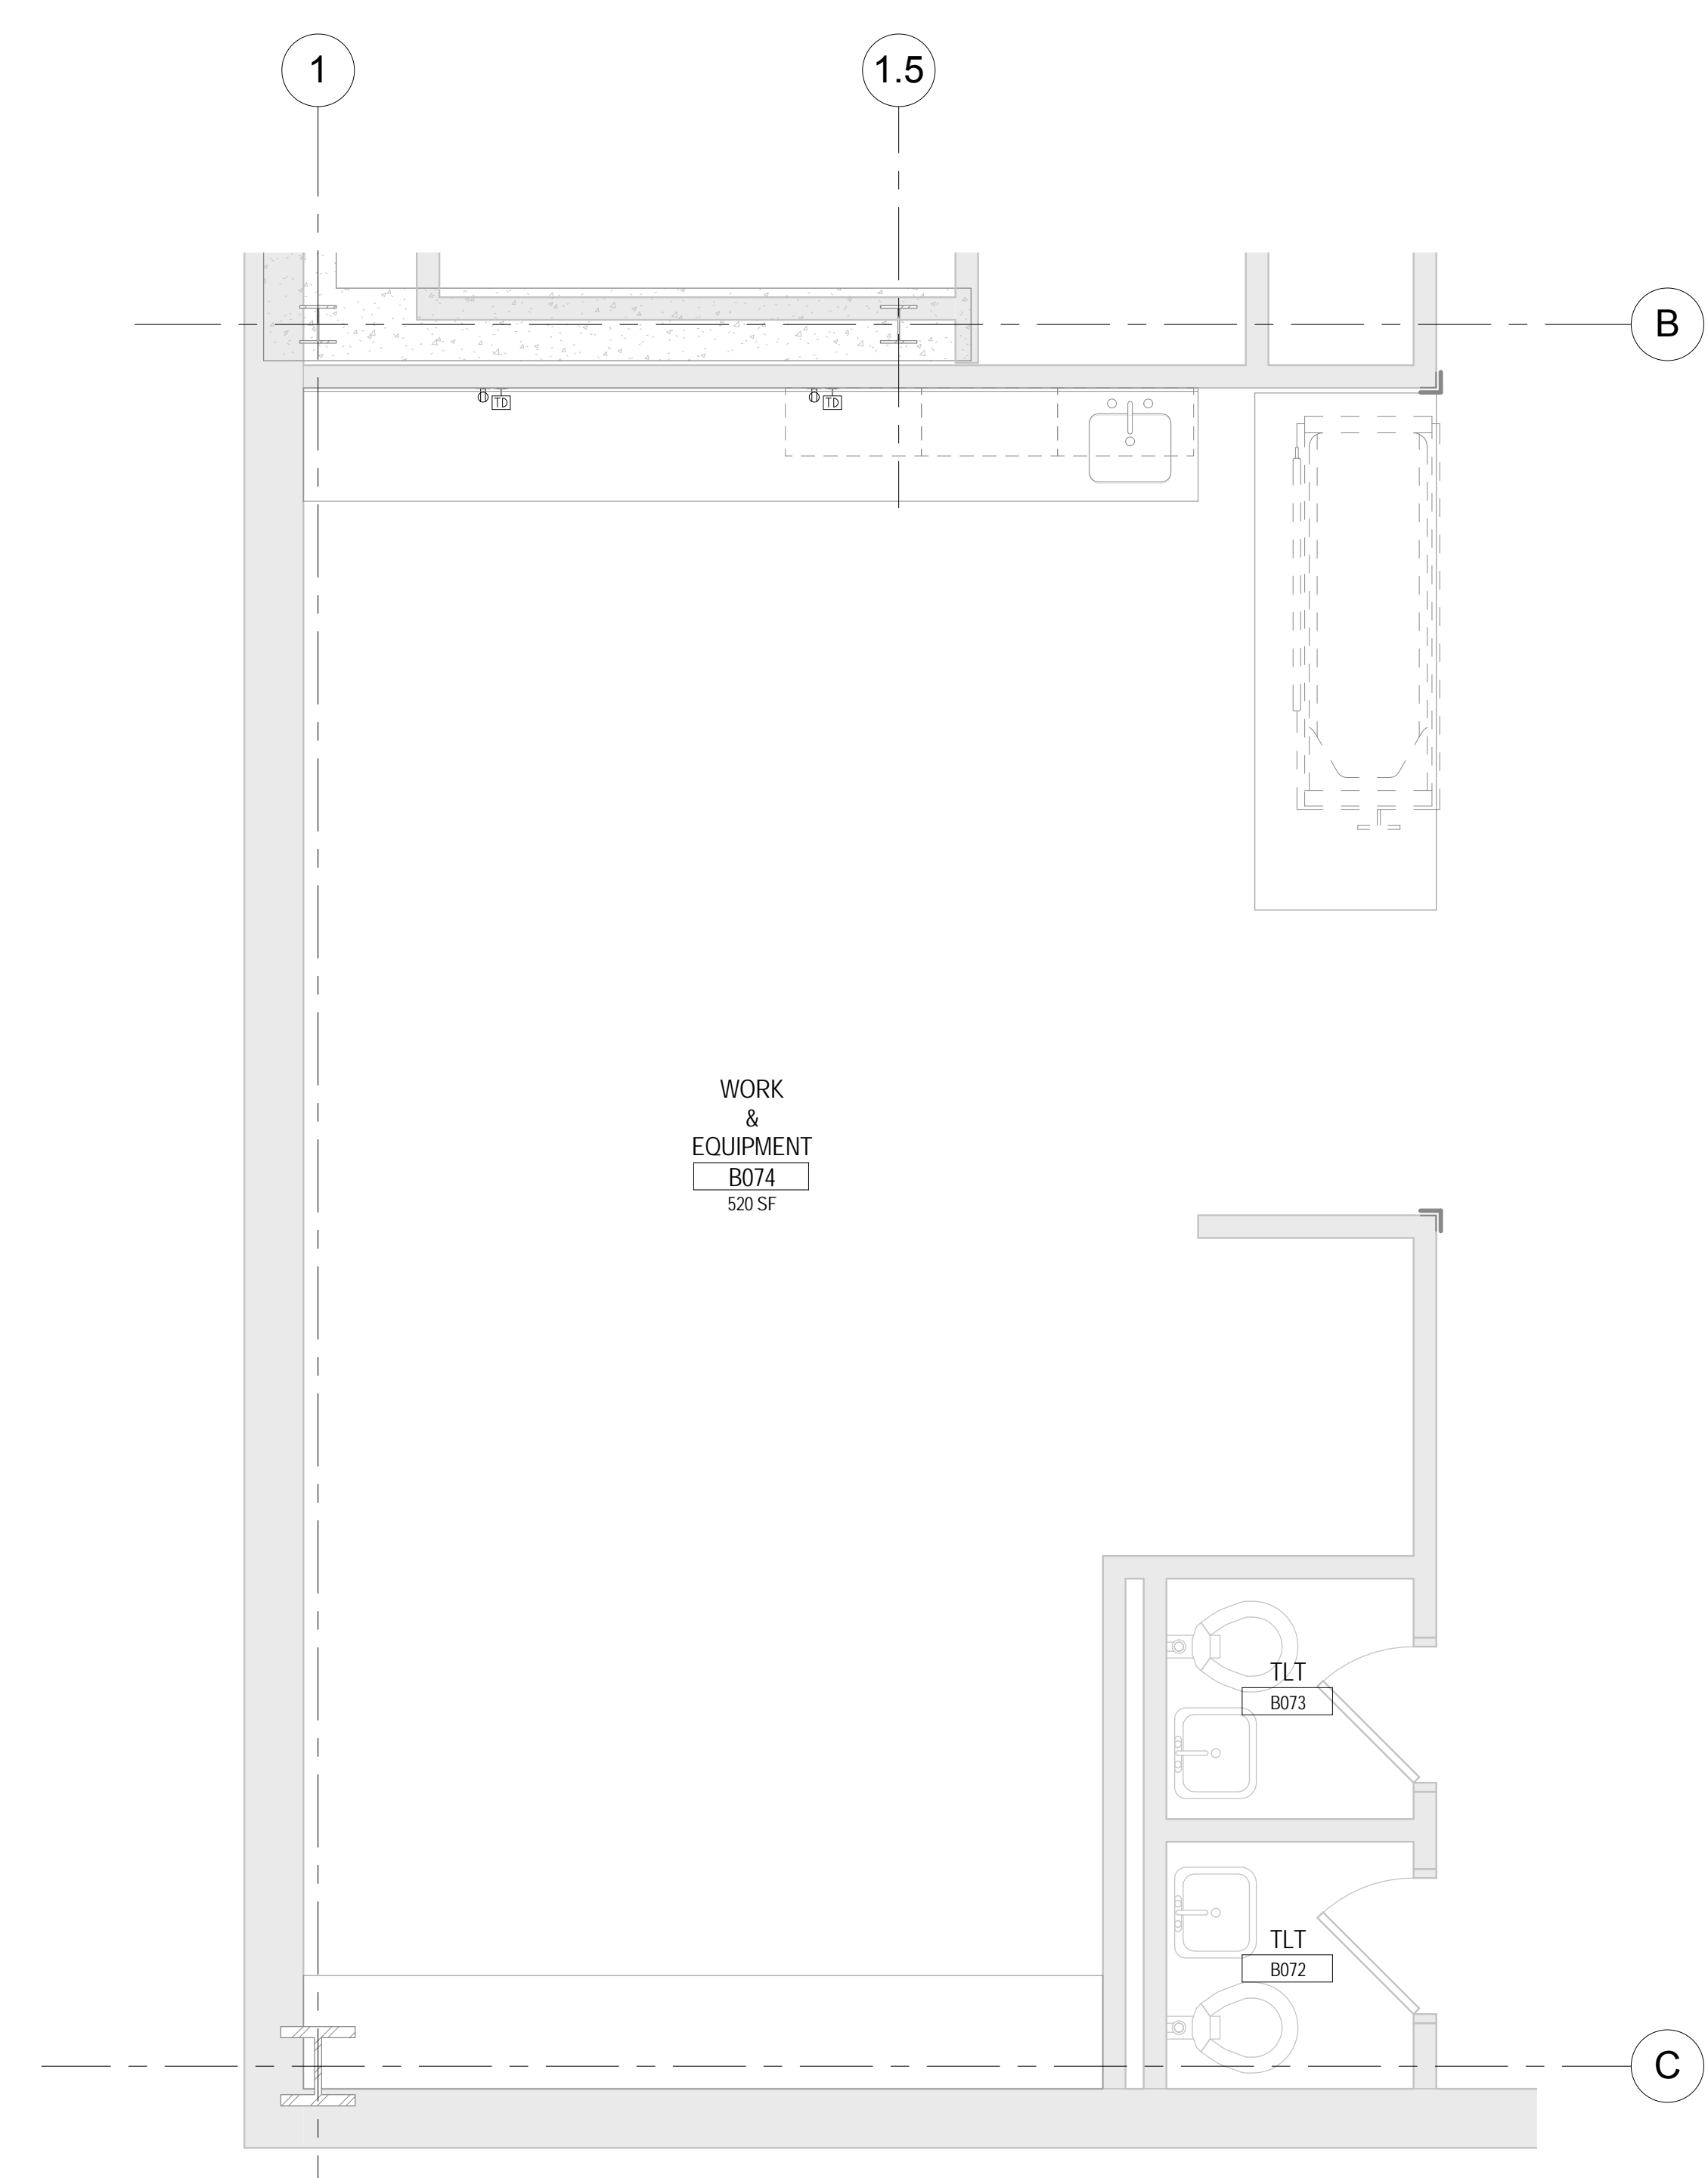 1
1.5
B
TD
TD
WORK
&
EQUIPMENT
B074
520 SF
TLT
B073
TLT
B072
C